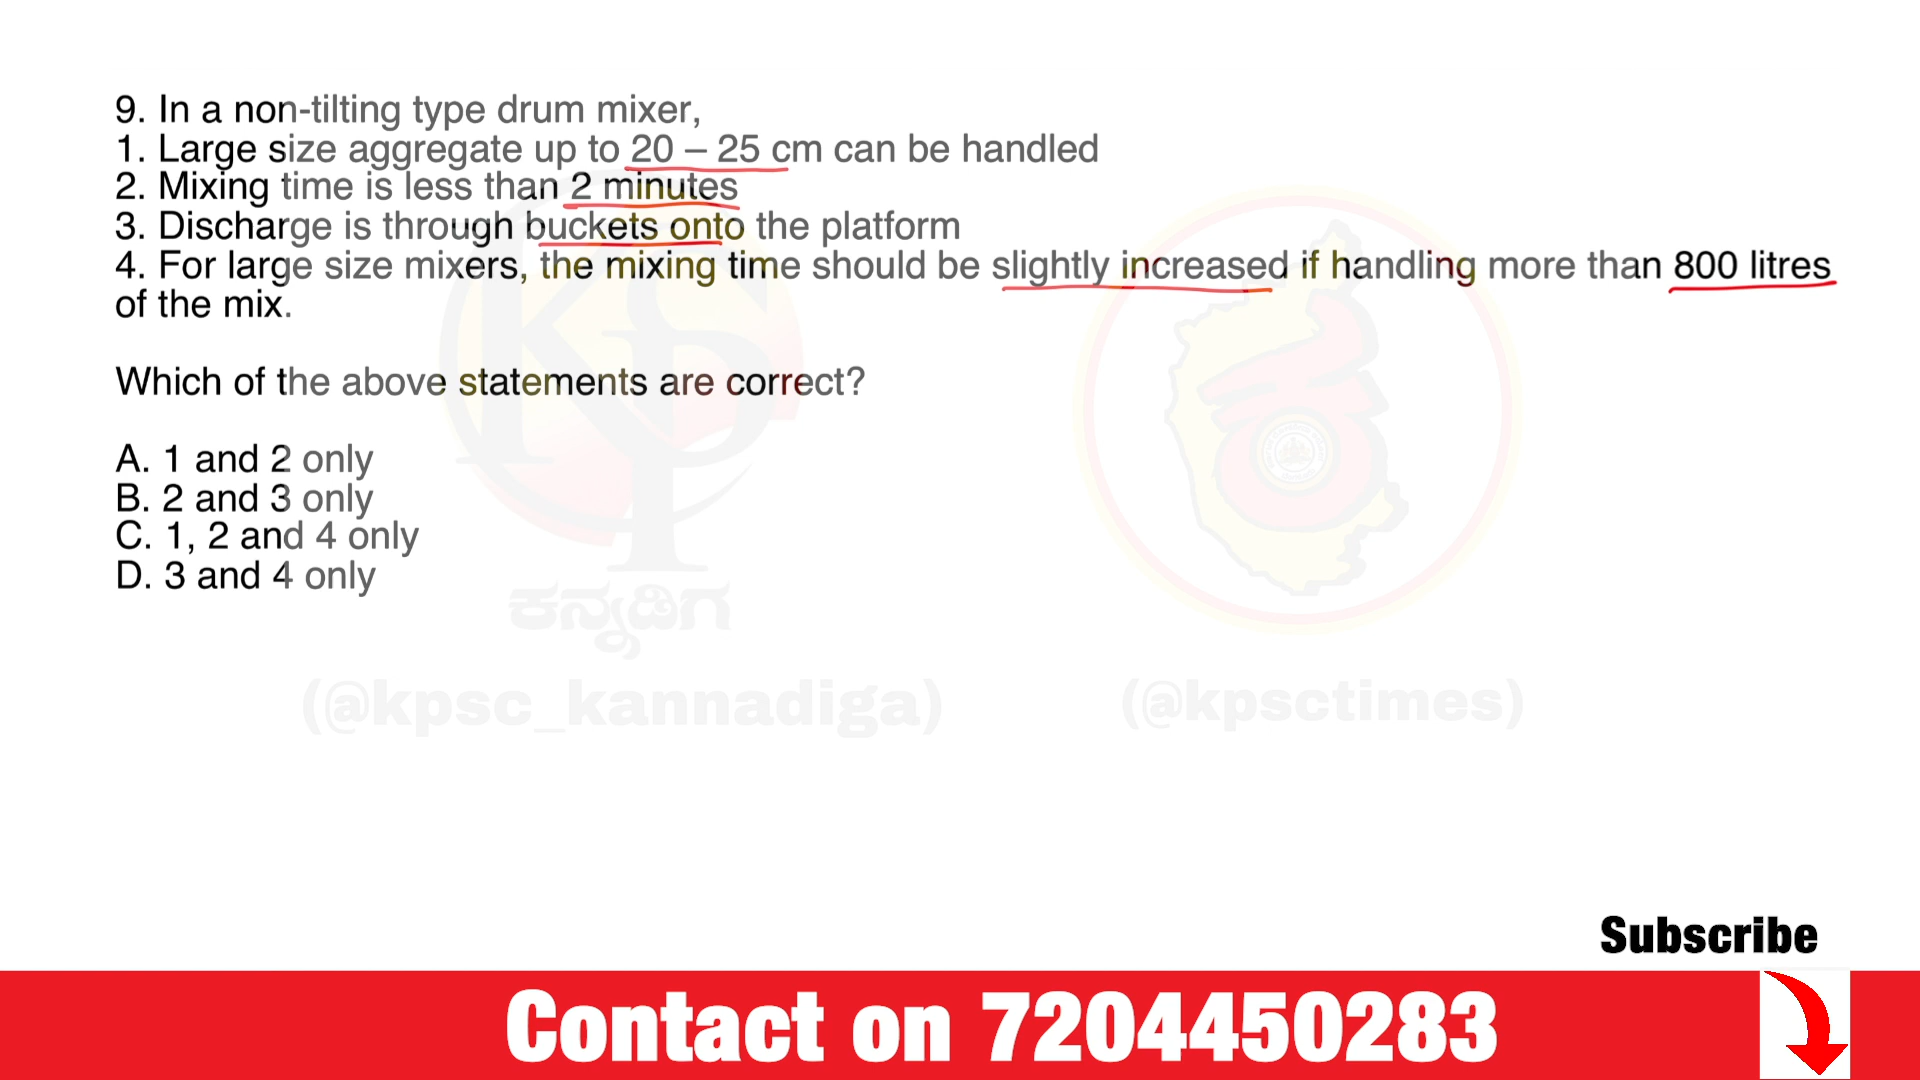 9. In a non-tilting type drum mixer,
1. Large size aggregate up to 20 – 25 cm can be handled
2. Mixing time is less than 2 minutes
3. Discharge is through buckets onto the platform
4. For large size mixers, the mixing time should be slightly increased if handling more than 800 litres
of the mix.
Which of the above statements are correct?
A. 1 and 2 only
B. 2 and 3 only
C. 1, 2 and 4 only
D. 3 and 4 only
KPS
ಕನ್ನಡಿಗ
(@kpsc_kannadiga)
(@kpsctimes)
Subscribe
Contact on 7204450283